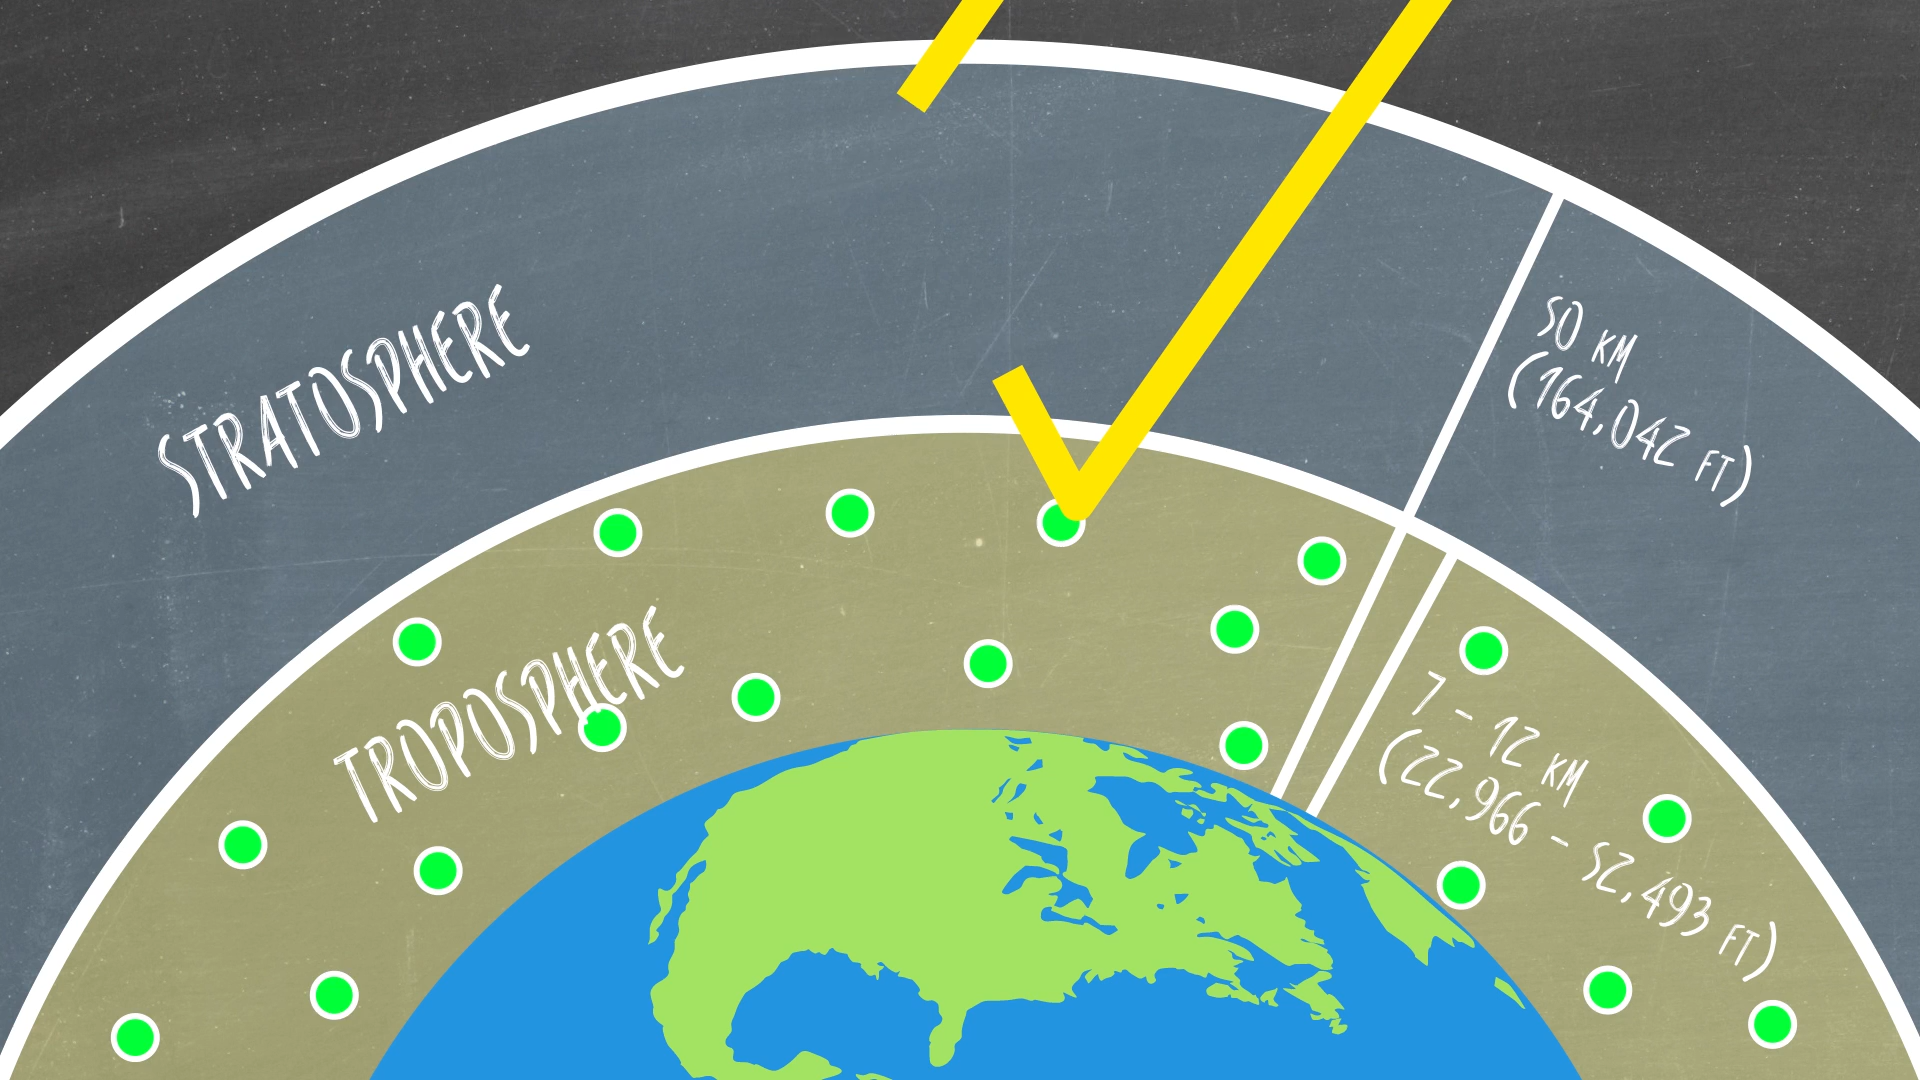 STRATOSPHERE
50 KM
(164,042 FT)
TROPOSPHERE
7 - 12 KM
(22,966 - 52,493 FT)